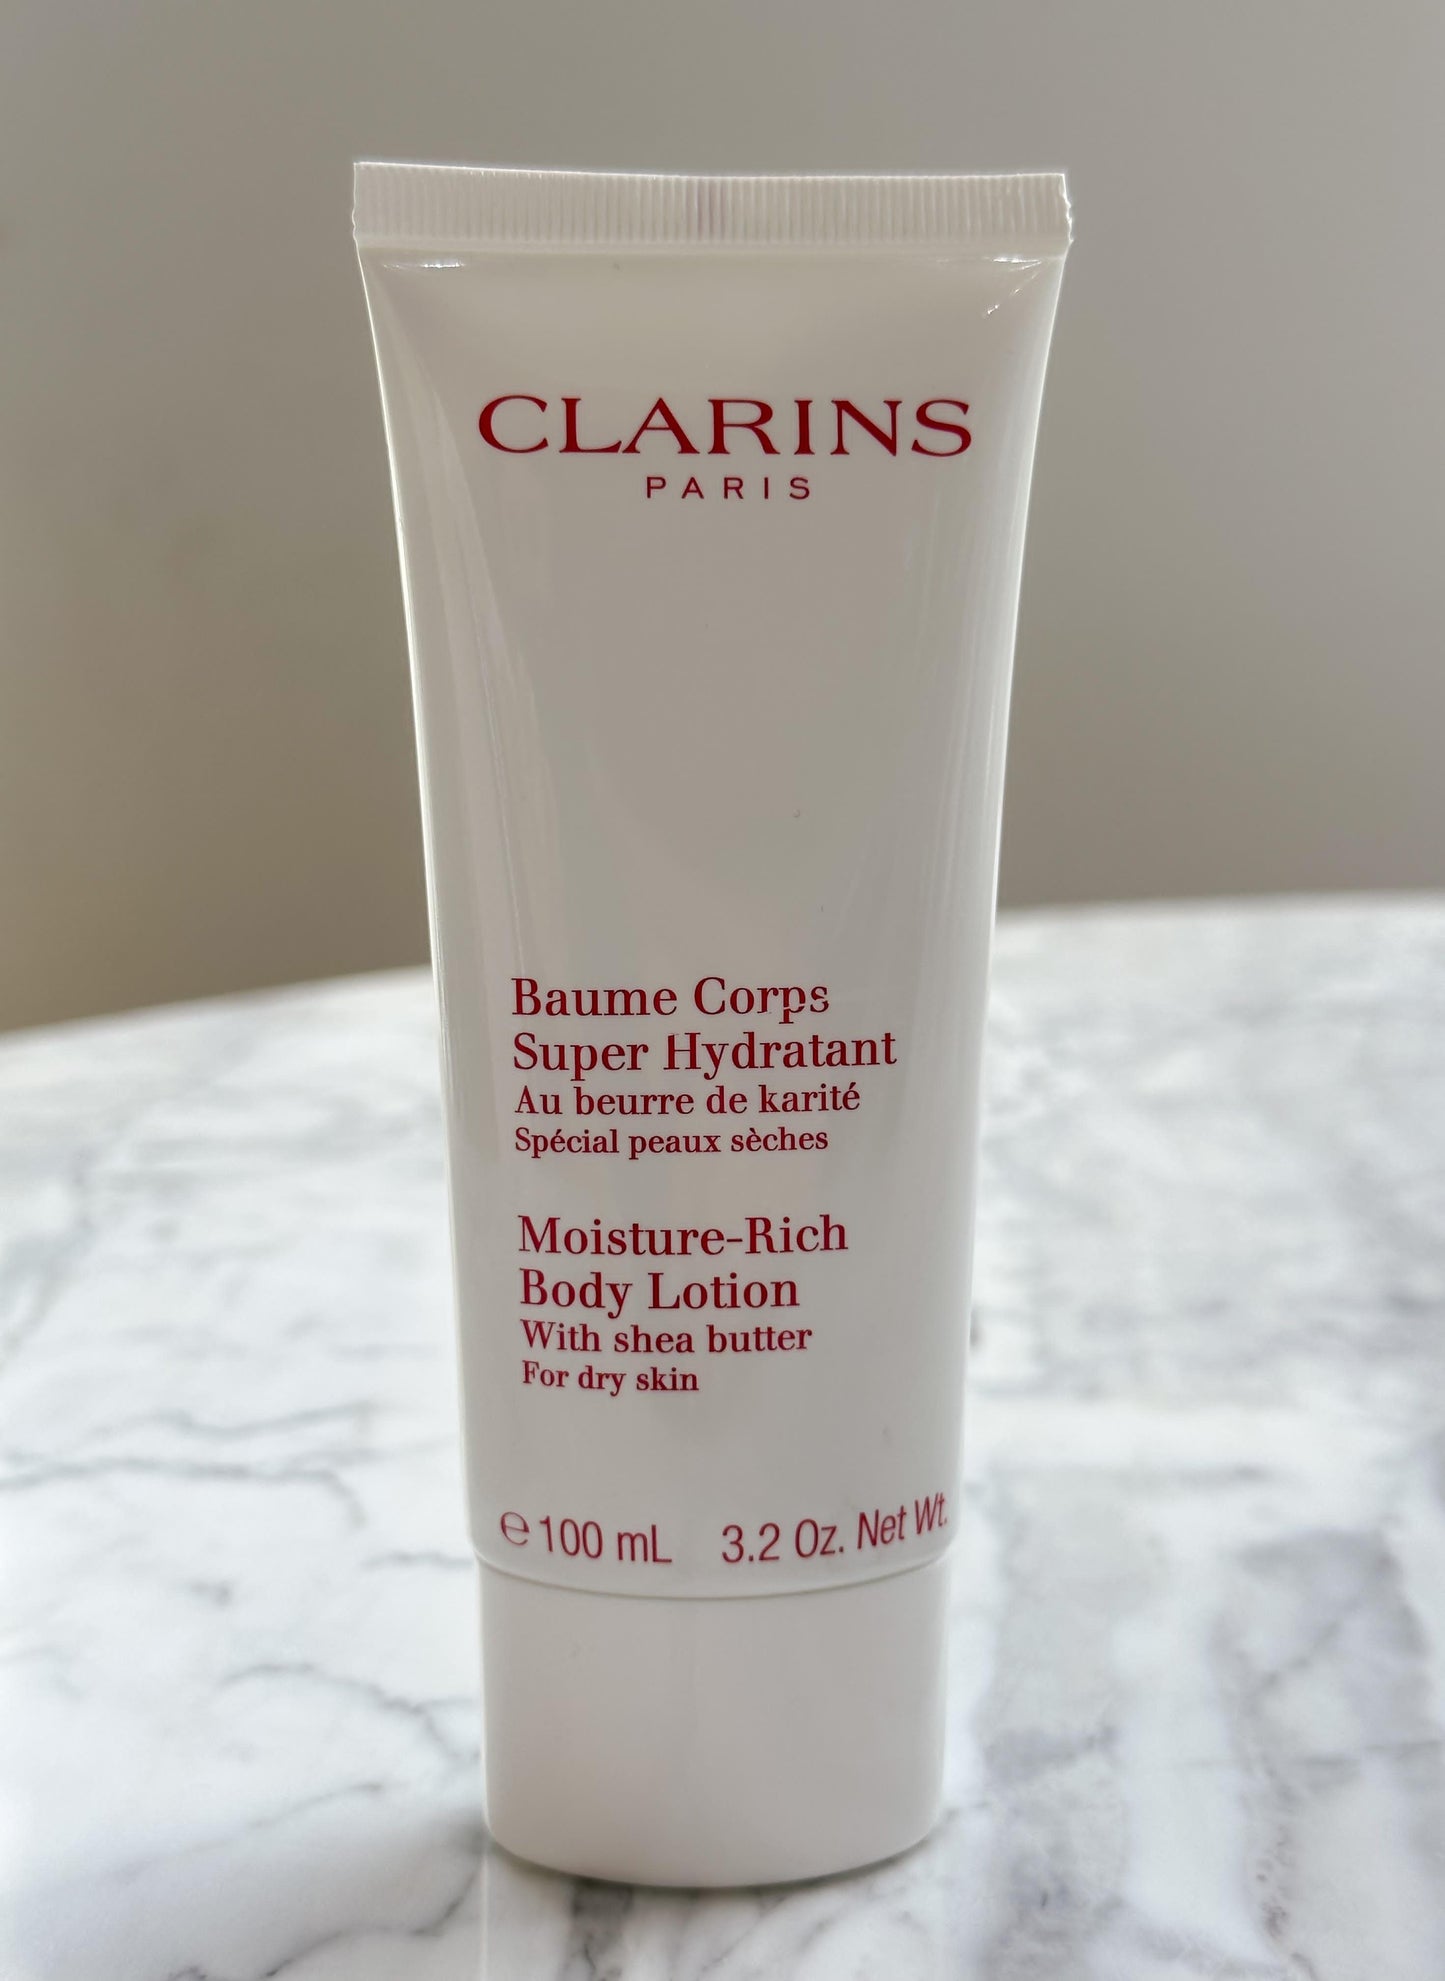 CLARINS
PARIS
Baume Corps
Super Hydratant
Au beurre de karité
Spécial peaux sèches
Moisture-Rich
Body Lotion
With shea butter
For dry skin
℮ 100 mL 3.2 Oz. Net Wt.